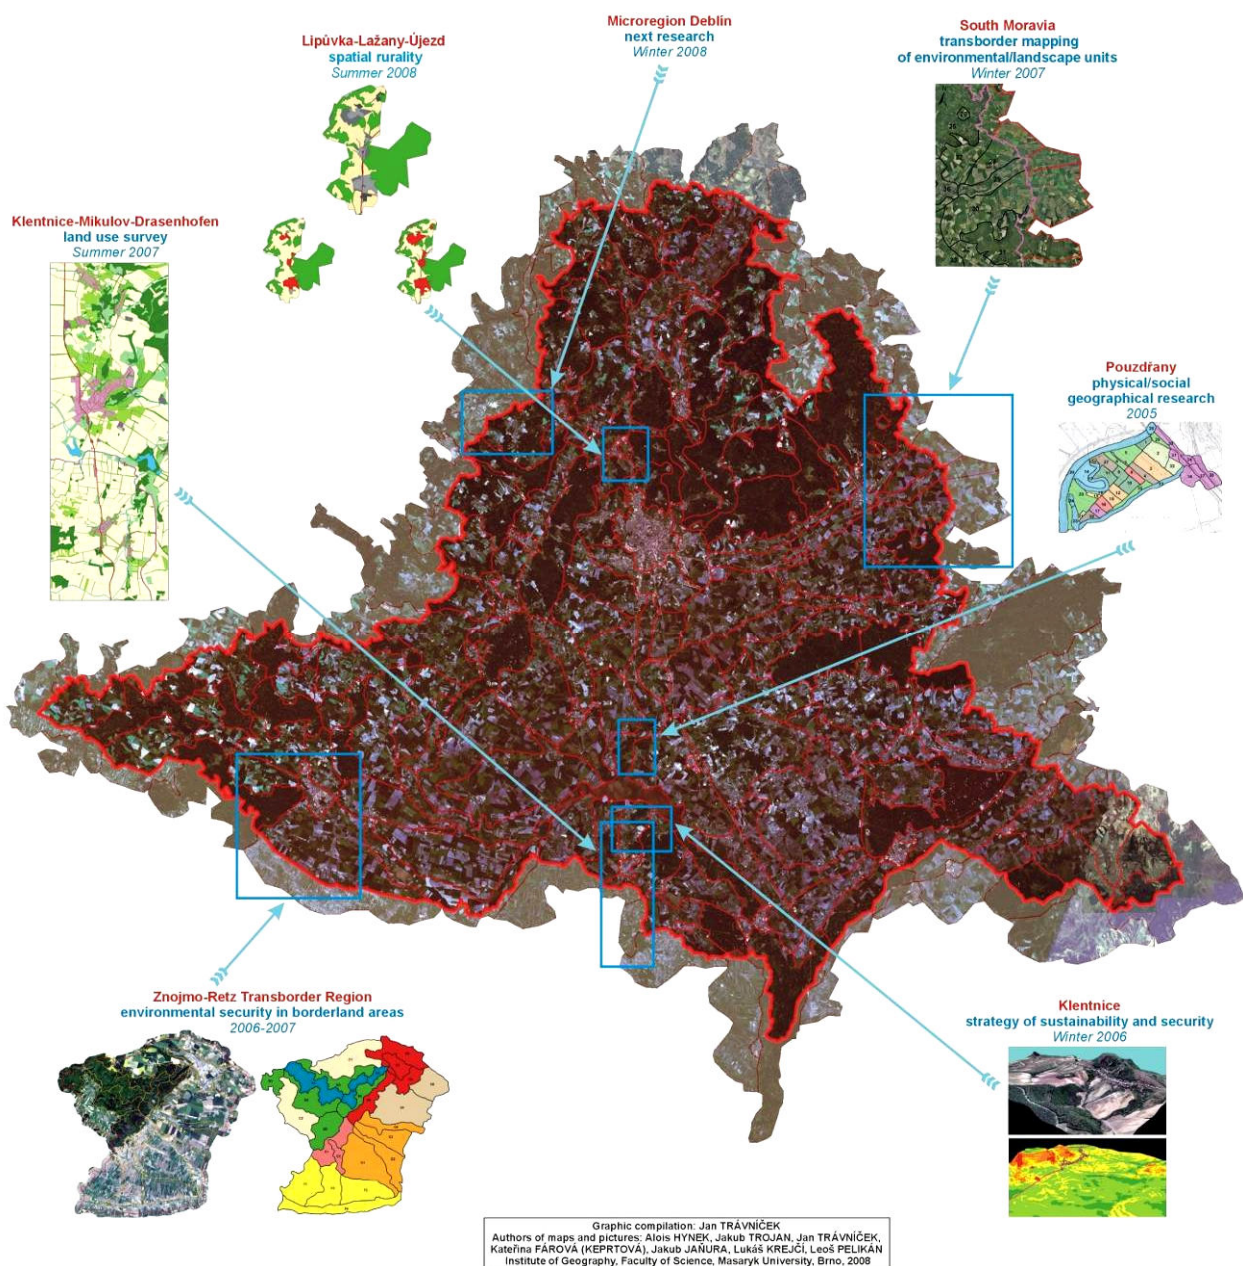 Microregion Deblín
next research
Winter 2008
South Moravia
transborder mapping
of environmental/landscape units
Winter 2007
Lipůvka-Lažany-Újezd
spatial rurality
Summer 2008
Klentnice-Mikulov-Drasenhofen
land use survey
Summer 2007
Pouzdřany
physical/social
geographical research
2005
Znojmo-Retz Transborder Region
environmental security in borderland areas
2006-2007
Klentnice
strategy of sustainability and security
Winter 2006
Graphic compilation: Jan TRÁVNÍČEK
Authors of maps and pictures: Alois HYNEK, Jakub TROJAN, Jan TRÁVNÍČEK,
Kateřina FÁROVÁ (KEPRTOVÁ), Jakub JAŇURA, Lukáš KREJČÍ, Leoš PELIKÁN
Institute of Geography, Faculty of Science, Masaryk University, Brno, 2008